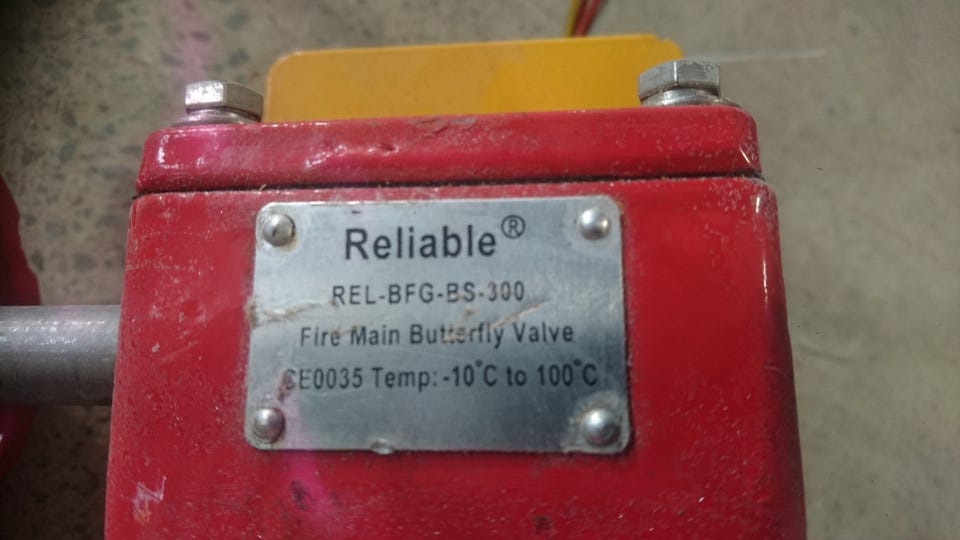 Reliable®
REL-BFG-BS-300
Fire Main Butterfly Valve
CE0035 Temp: -10°C to 100°C